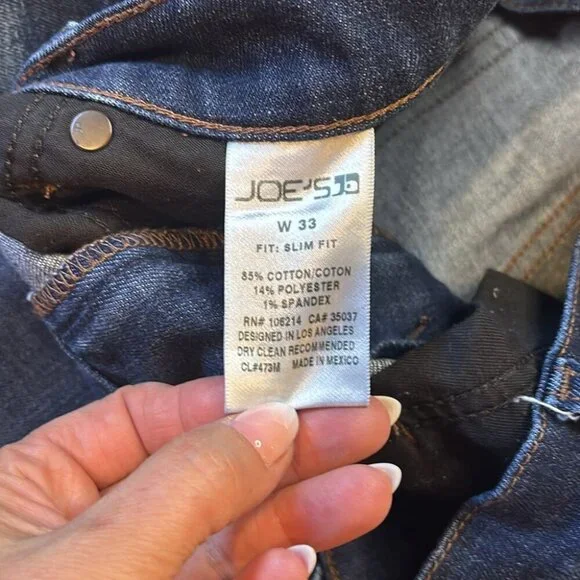 JOE'S JD
W 33
FIT: SLIM FIT
85% COTTON/COTON
14% POLYESTER
1% SPANDEX
RN# 106214 CA# 35037
DESIGNED IN LOS ANGELES
DRY CLEAN RECOMMENDED
CL#473M MADE IN MEXICO